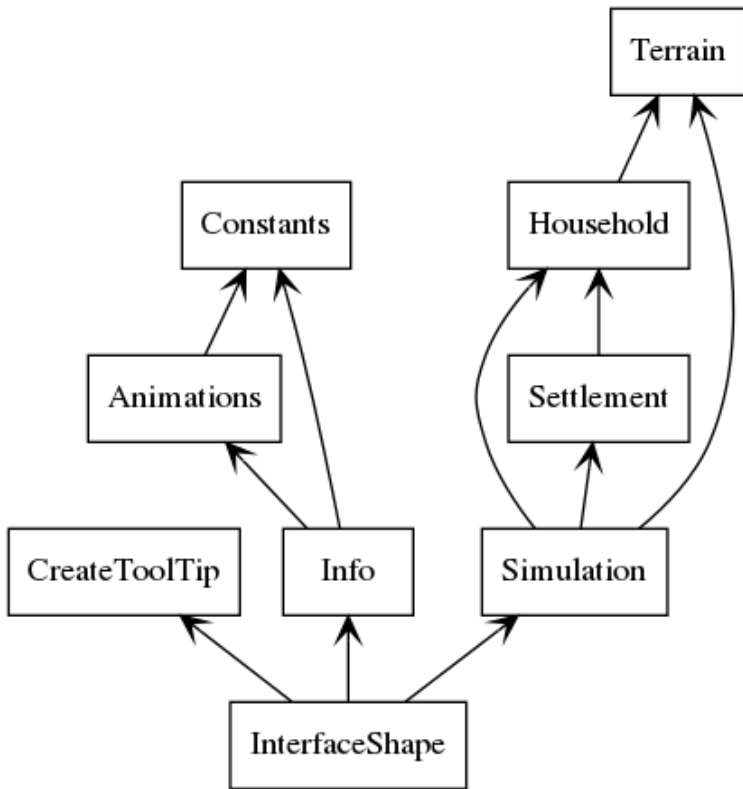 Terrain
Constants
Household
Animations
Settlement
CreateToolTip
Info
Simulation
InterfaceShape